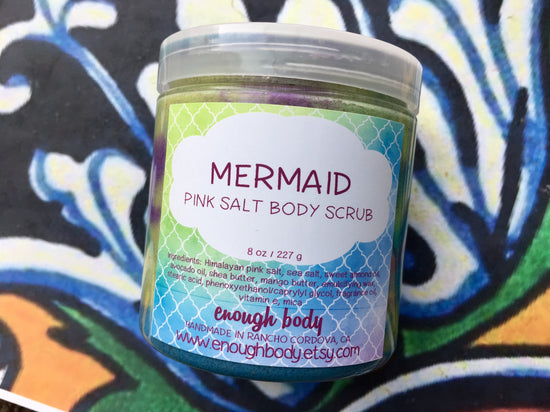 MERMAID
PINK SALT BODY SCRUB
8 oz / 227 g
Ingredients: Himalayan pink salt, sea salt, sweet almond oil,
avocado oil, shea butter, mango butter, emulsifying wax,
stearic acid, phenoxyethanol/caprylyl glycol, fragrance oil,
vitamin e, mica
enough body
HANDMADE IN RANCHO CORDOVA, CA
www.enoughbody.etsy.com